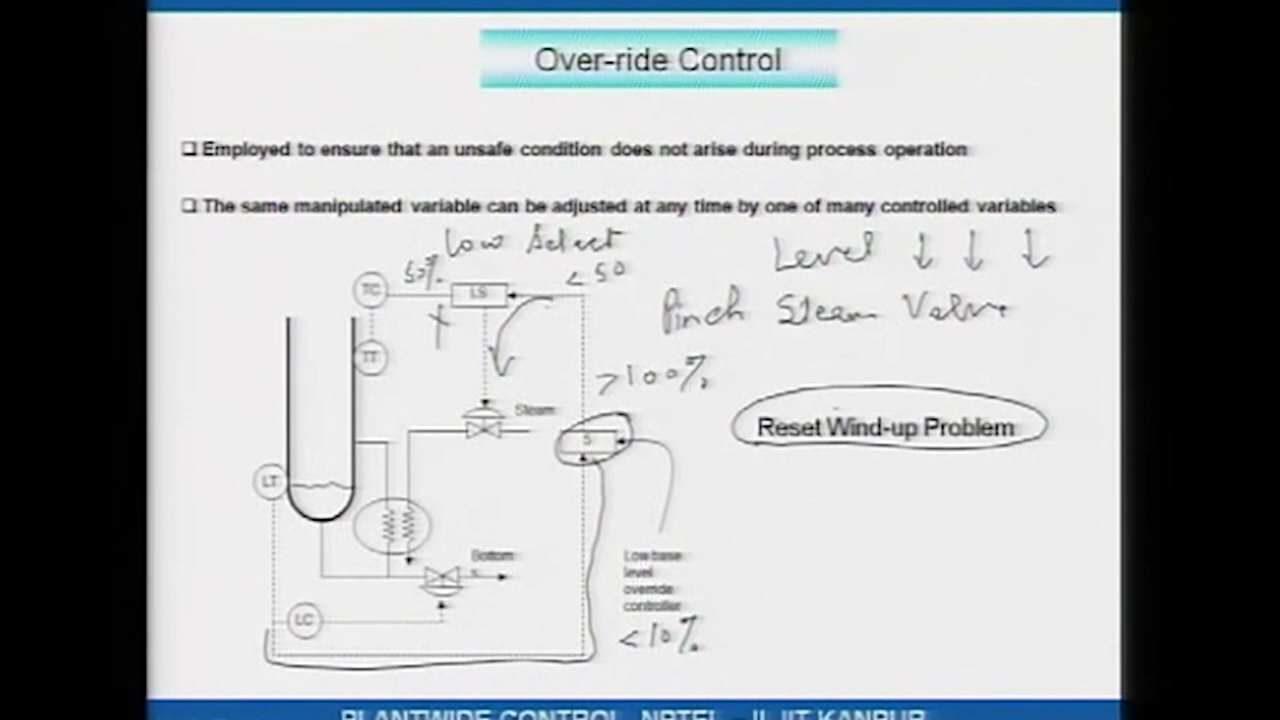 Over-ride Control
❑ Employed to ensure that an unsafe condition does not arise during process operation
❑ The same manipulated variable can be adjusted at any time by one of many controlled variables
Low Select
Level ↓ ↓ ↓
50%
< 50
TC
LS
Pinch Steam Valve
TT
>100%
Steam
Reset Wind-up Problem
5
LT
Bottom
s
Low base
level
override
controller
LC
<10%
PLANTWIDE CONTROL, NPTEL – II, IIT KANPUR